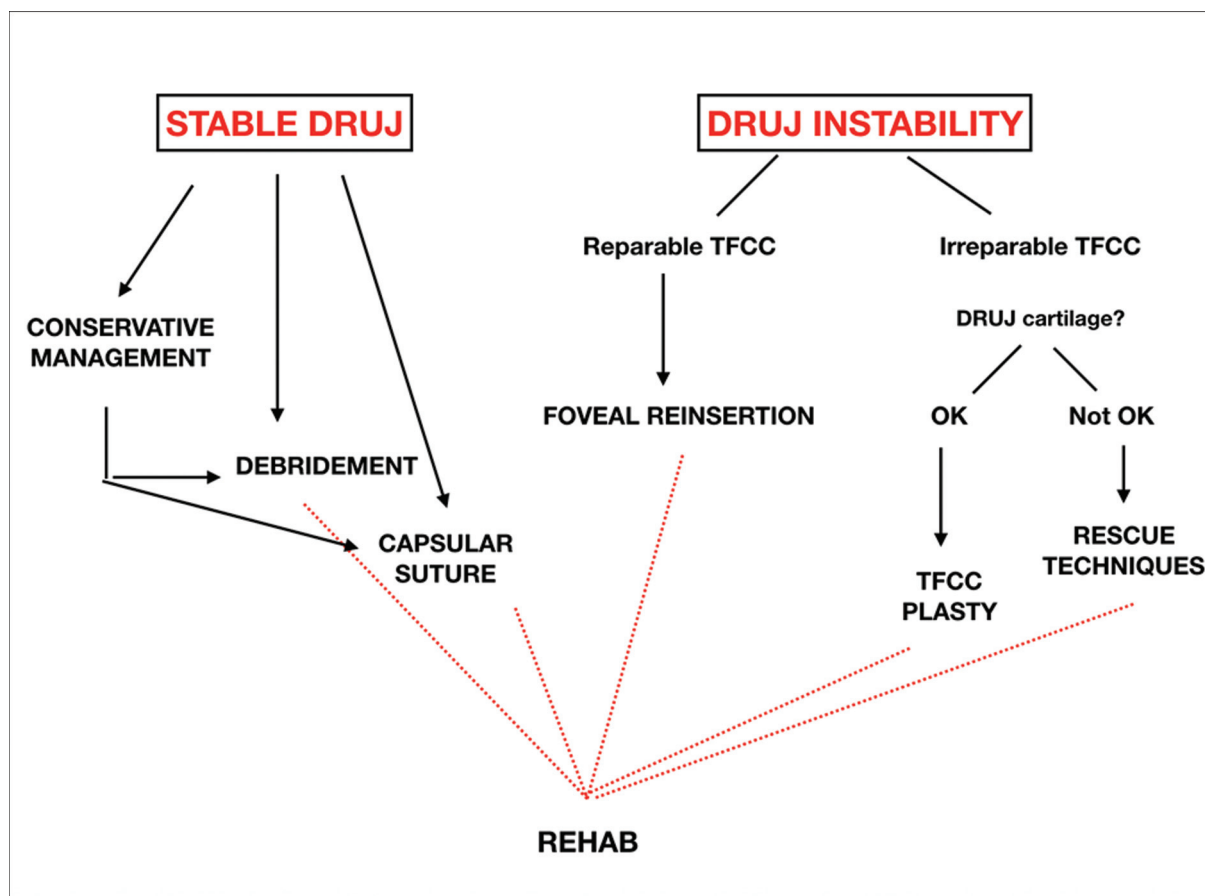 STABLE DRUJ
DRUJ INSTABILITY
Reparable TFCC
Irreparable TFCC
DRUJ cartilage?
CONSERVATIVE
MANAGEMENT
FOVEAL REINSERTION
OK
Not OK
DEBRIDEMENT
CAPSULAR
SUTURE
RESCUE
TECHNIQUES
TFCC
PLASTY
REHAB